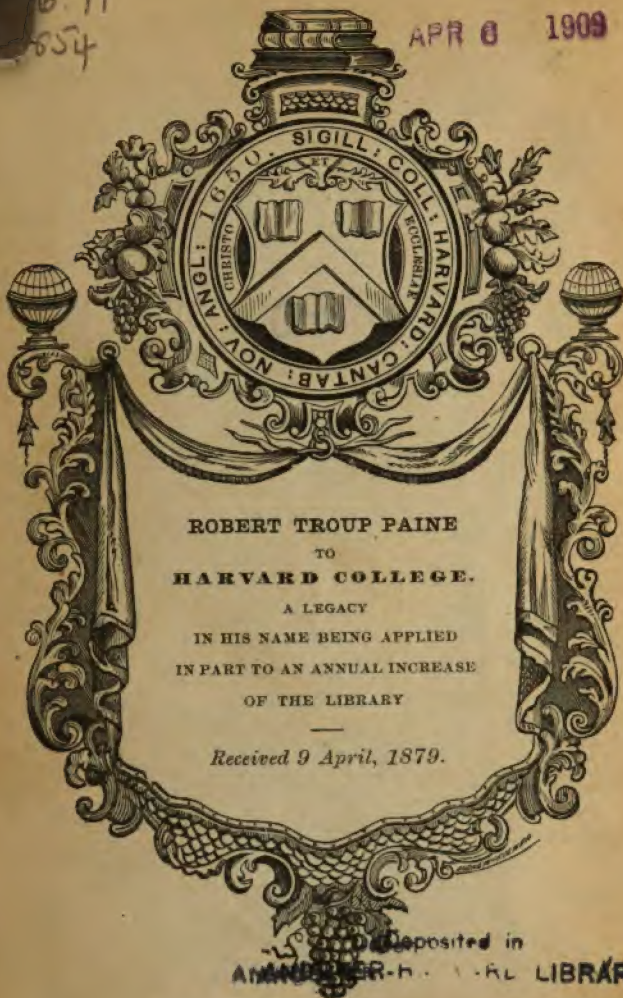 APR 6 1909
854
SIGILL: COLL: HARVARD: CANTAB: NOV: ANGL: 1650.
ET
CHRISTO
ECCLESIAE
ROBERT TROUP PAINE
TO
HARVARD COLLEGE.
A LEGACY
IN HIS NAME BEING APPLIED
IN PART TO AN ANNUAL INCREASE
OF THE LIBRARY
Received 9 April, 1879.
Deposited in
LIBRAR